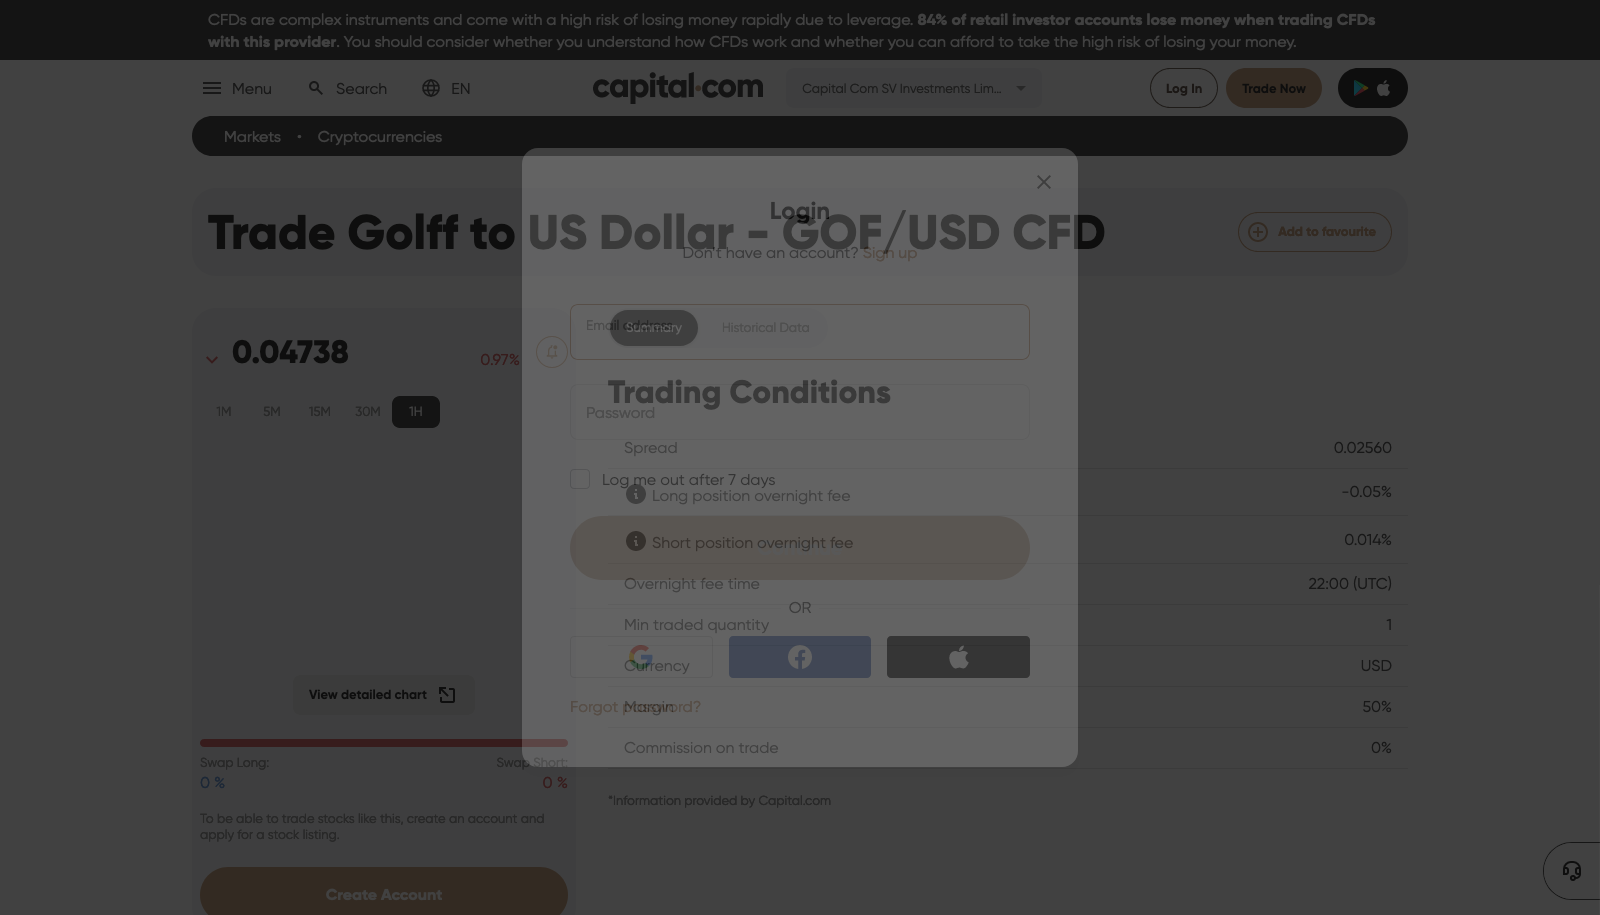 CFDs are complex instruments and come with a high risk of losing money rapidly due to leverage. 84% of retail investor accounts lose money when trading CFDs
with this provider. You should consider whether you understand how CFDs work and whether you can afford to take the high risk of losing your money.
Menu
Search
EN
capital.com
Capital Com SV Investments Lim...
Log In
Trade Now
Markets • Cryptocurrencies
Login
Trade Golff to US Dollar - GOF/USD CFD
Add to favourite
Don't have an account? Sign up
Email address
Summary
Historical Data
0.04738
0.97%
Trading Conditions
1M
5M
15M
30M
1H
Password
Spread
0.02560
Log me out after 7 days
Long position overnight fee
-0.05%
Short position overnight fee
0.014%
Overnight fee time
22:00 (UTC)
OR
Min traded quantity
1
Currency
USD
View detailed chart
Forgot password?
Margin
50%
Commission on trade
0%
Swap Long:
Swap Short:
0 %
0 %
*Information provided by Capital.com
To be able to trade stocks like this, create an account and
apply for a stock listing.
Create Account